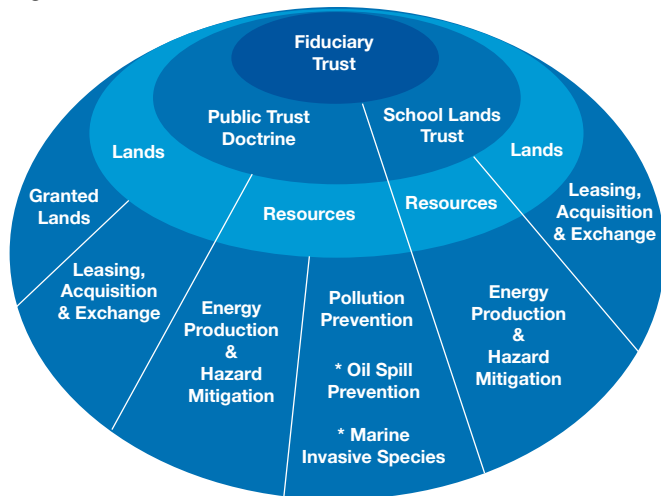 Fiduciary
Trust
Public Trust
Doctrine
School Lands
Trust
Lands
Resources
Resources
Lands
Granted
Lands
Leasing,
Acquisition
& Exchange
Energy
Production
&
Hazard
Mitigation
Pollution
Prevention
* Oil Spill
Prevention
* Marine
Invasive Species
Energy
Production
&
Hazard
Mitigation
Leasing,
Acquisition
& Exchange